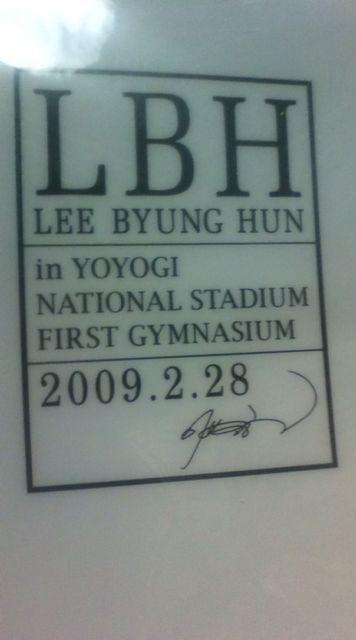 LBH
LEE BYUNG HUN
in YOYOGI
NATIONAL STADIUM
FIRST GYMNASIUM
2009.2.28